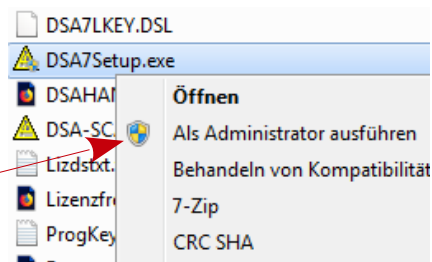 DSA7LKEY.DSL
DSA7Setup.exe
DSAHAN
Öffnen
DSA-SC
Als Administrator ausführen
Lizdstxt.
Behandeln von Kompatibilität
Lizenzfre
7-Zip
ProgKey
CRC SHA